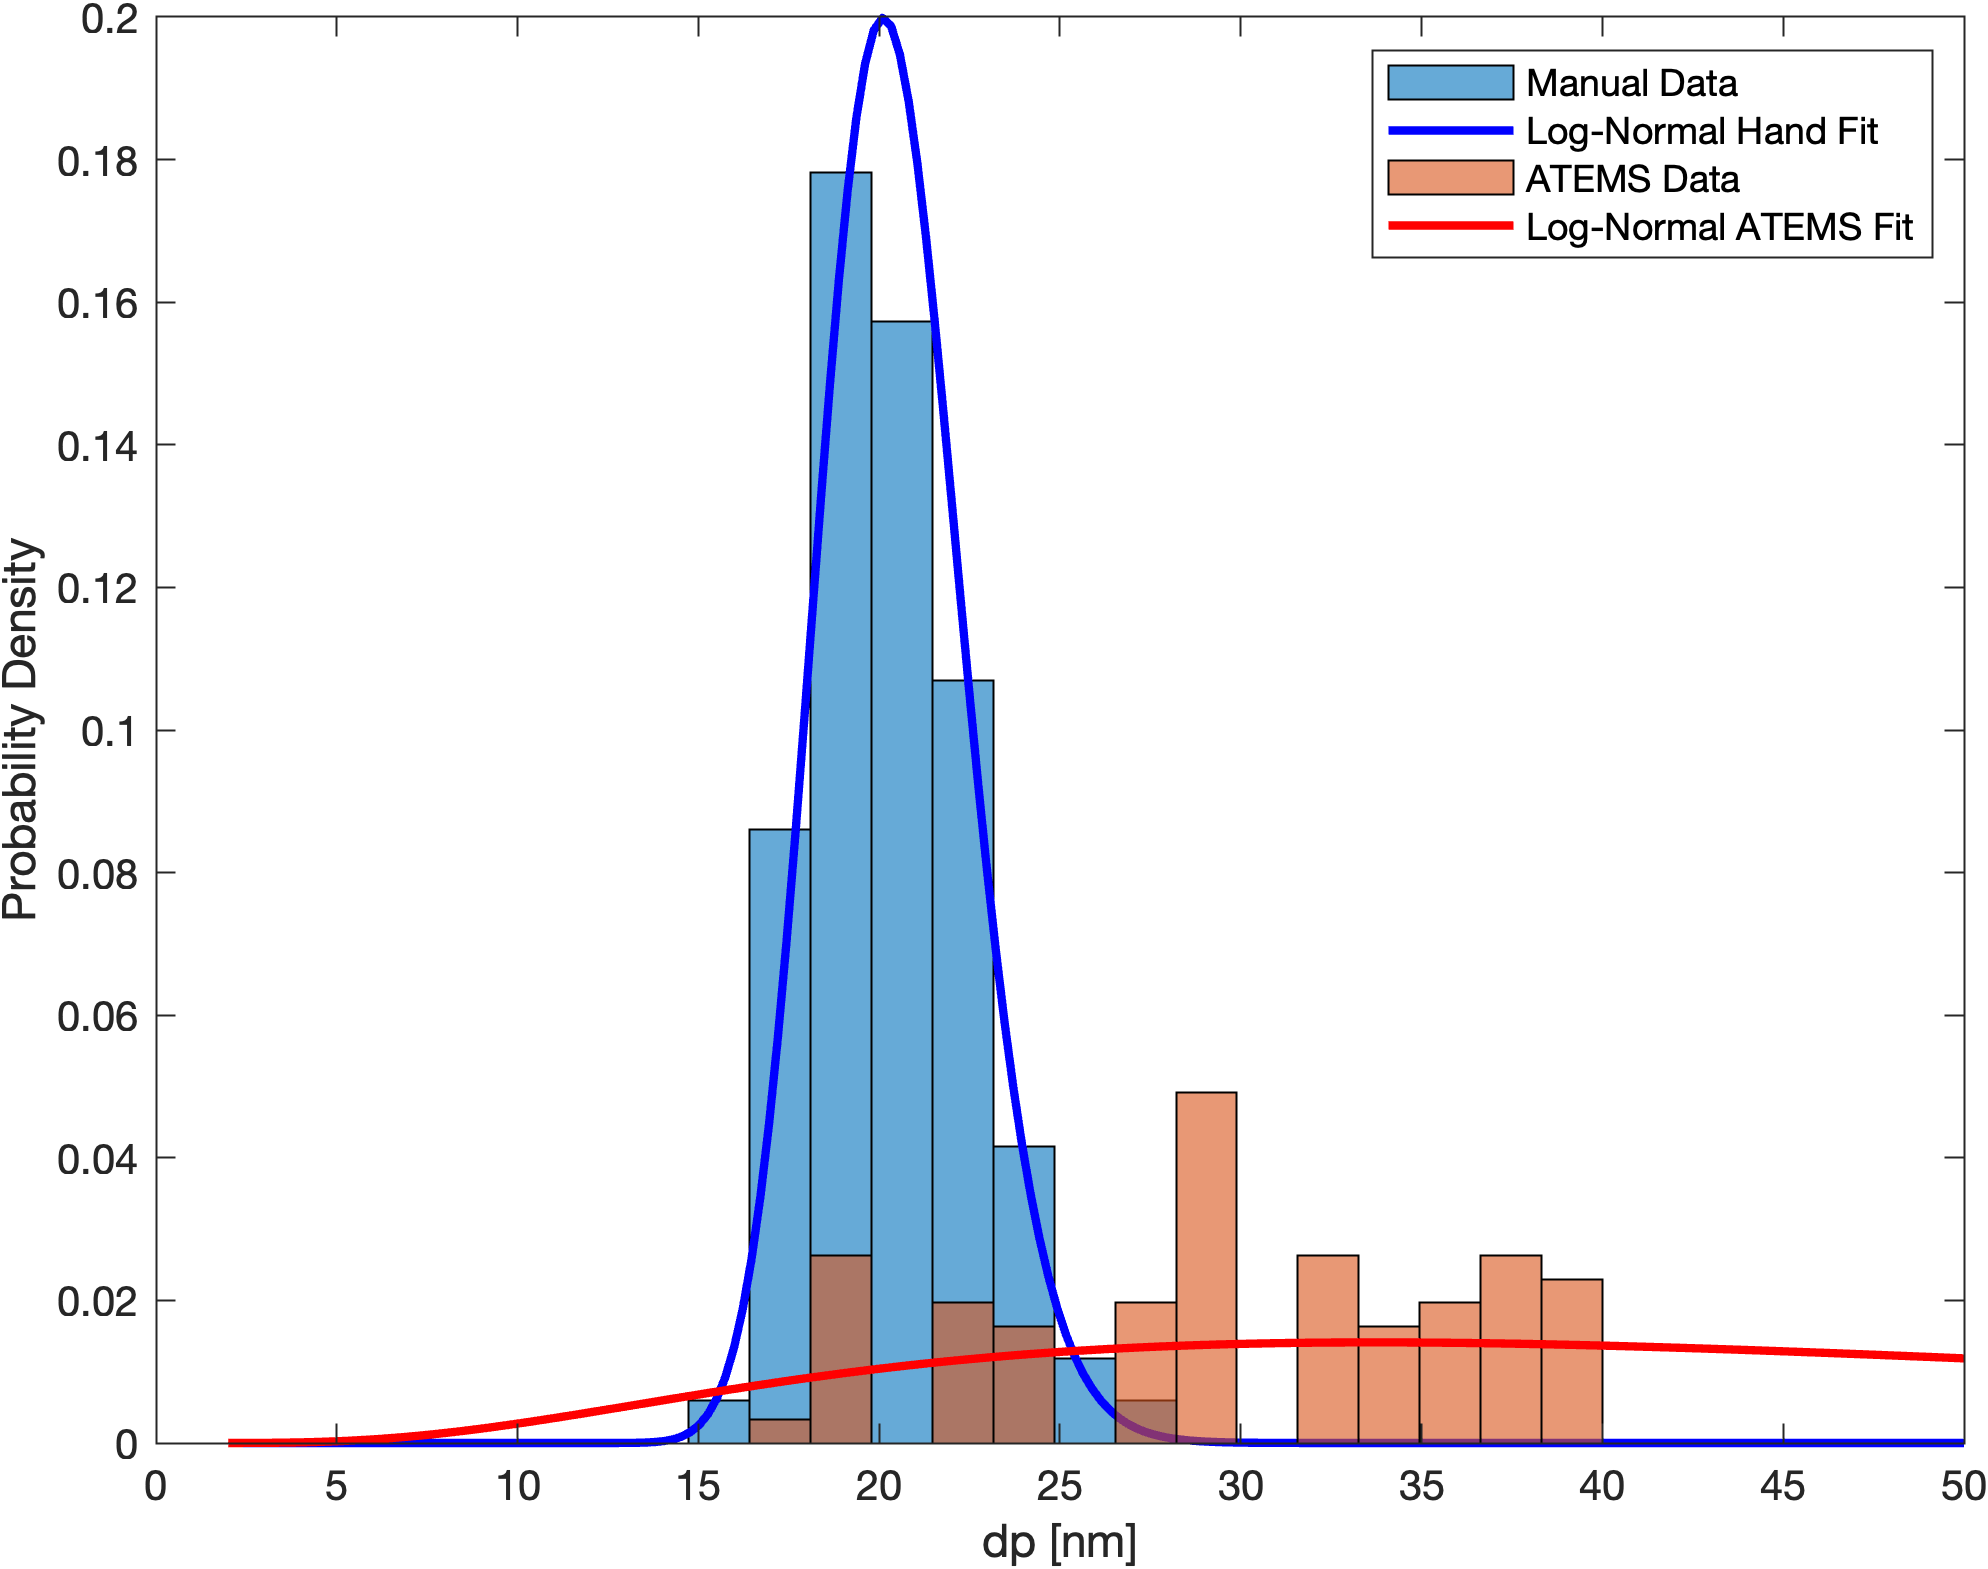 0.2
0.18
0.16
0.14
0.12
0.1
0.08
0.06
0.04
0.02
0
Probability Density
Manual Data
Log-Normal Hand Fit
ATEMS Data
Log-Normal ATEMS Fit
0 5 10 15 20 25 30 35 40 45 50
dp [nm]